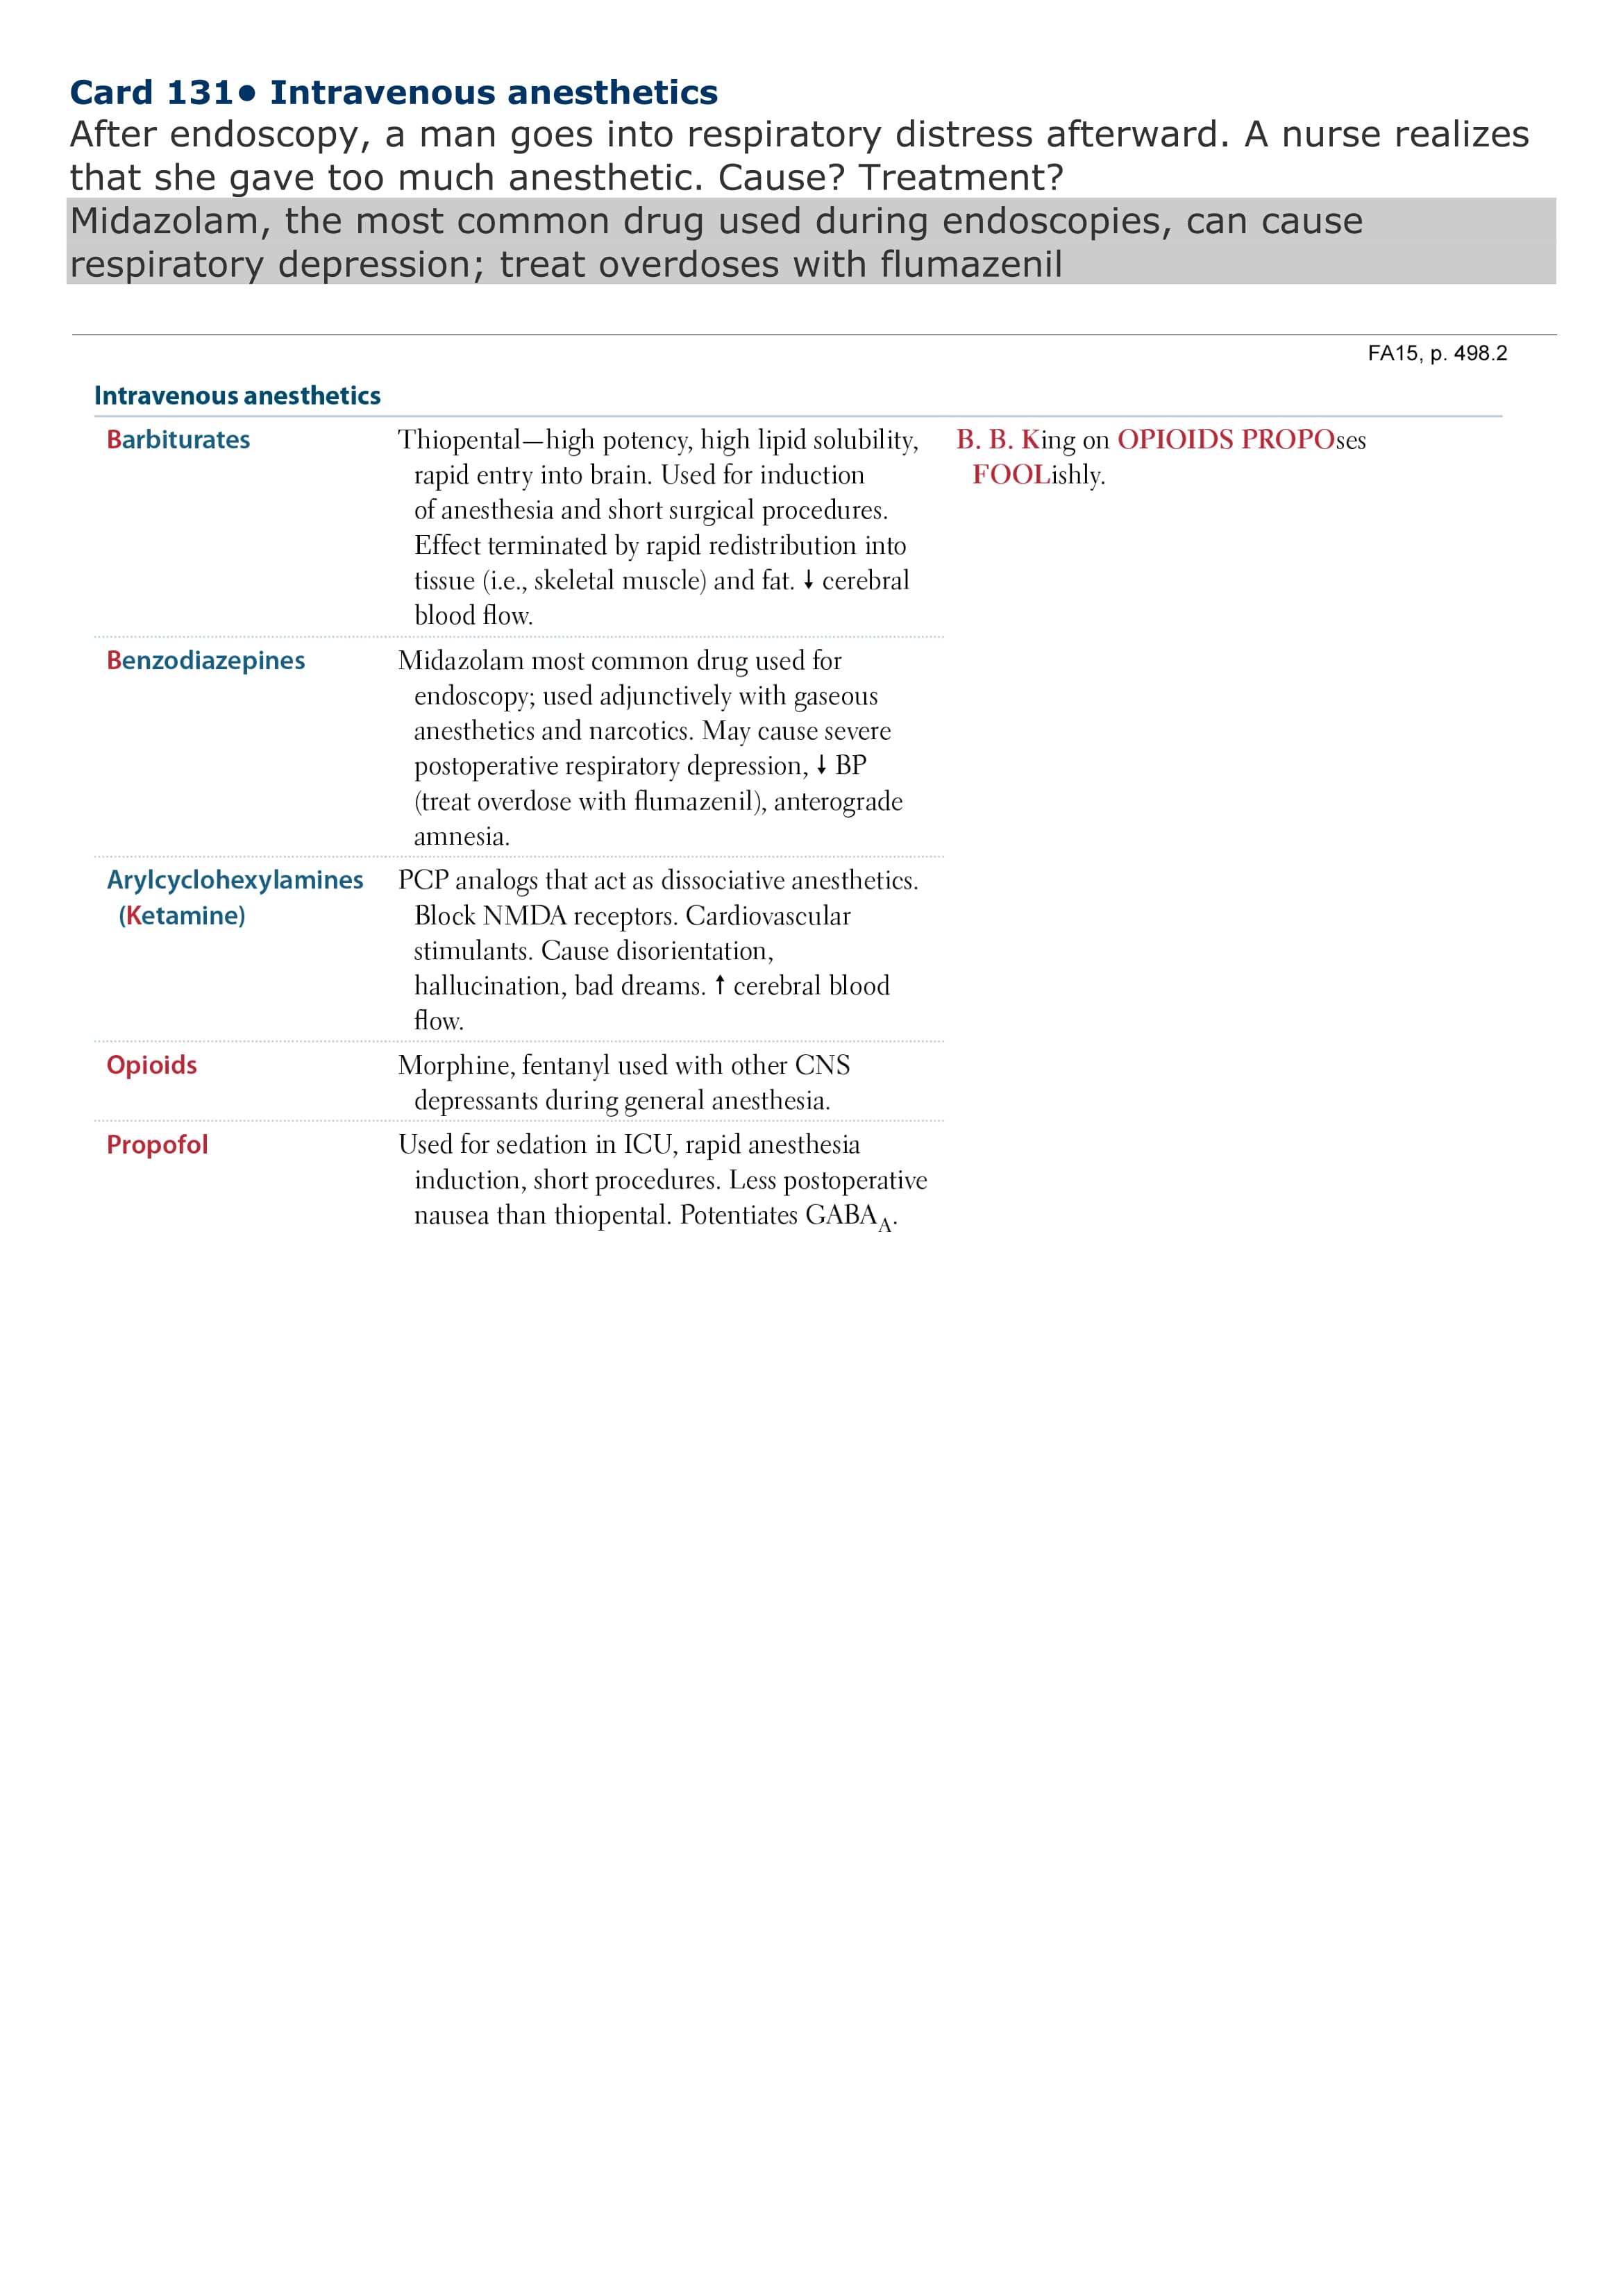 Card 131• Intravenous anesthetics
After endoscopy, a man goes into respiratory distress afterward. A nurse realizes
that she gave too much anesthetic. Cause? Treatment?
Midazolam, the most common drug used during endoscopies, can cause
respiratory depression; treat overdoses with flumazenil
FA15, p. 498.2
Intravenous anesthetics
Barbiturates
Thiopental—high potency, high lipid solubility,
rapid entry into brain. Used for induction
of anesthesia and short surgical procedures.
Effect terminated by rapid redistribution into
tissue (i.e., skeletal muscle) and fat. ↓ cerebral
blood flow.
B. B. King on OPIOIDS PROPOses
FOOLishly.
Benzodiazepines
Midazolam most common drug used for
endoscopy; used adjunctively with gaseous
anesthetics and narcotics. May cause severe
postoperative respiratory depression, ↓ BP
(treat overdose with flumazenil), anterograde
amnesia.
Arylcyclohexylamines
(Ketamine)
PCP analogs that act as dissociative anesthetics.
Block NMDA receptors. Cardiovascular
stimulants. Cause disorientation,
hallucination, bad dreams. ↑ cerebral blood
flow.
Opioids
Morphine, fentanyl used with other CNS
depressants during general anesthesia.
Propofol
Used for sedation in ICU, rapid anesthesia
induction, short procedures. Less postoperative
nausea than thiopental. Potentiates GABA_A.